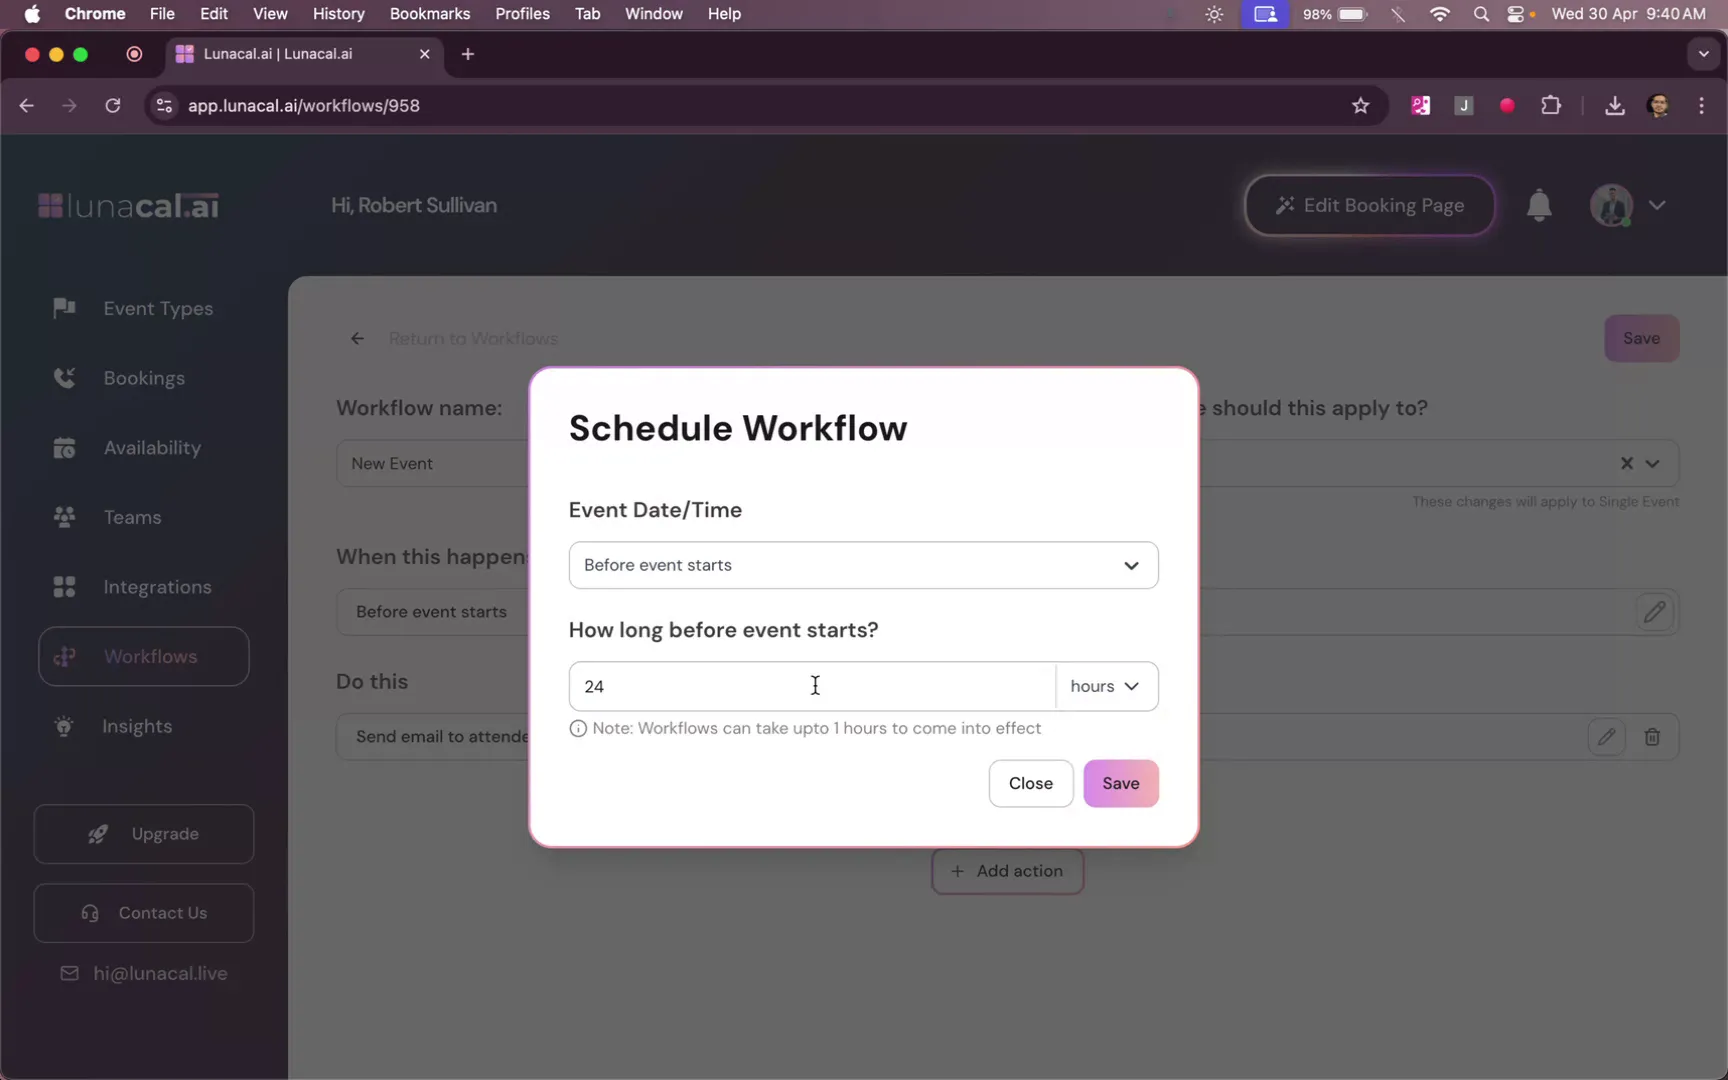 Chrome File Edit View History Bookmarks Profiles Tab Window Help 98% Wed 30 Apr 9:40 AM
Lunacal.ai | Lunacal.ai
app.lunacal.ai/workflows/958
J
lunacal.ai
Hi, Robert Sullivan
Edit Booking Page
Event Types
Bookings
Availability
Teams
Integrations
Workflows
Insights
Upgrade
Contact Us
hi@lunacal.live
Return to Workflows
Save
Workflow name:
should this apply to?
New Event
These changes will apply to Single Event
When this happens
Before event starts
Do this
Send email to attende
Add action
Schedule Workflow
Event Date/Time
Before event starts
How long before event starts?
24 hours
Note: Workflows can take upto 1 hours to come into effect
Close Save